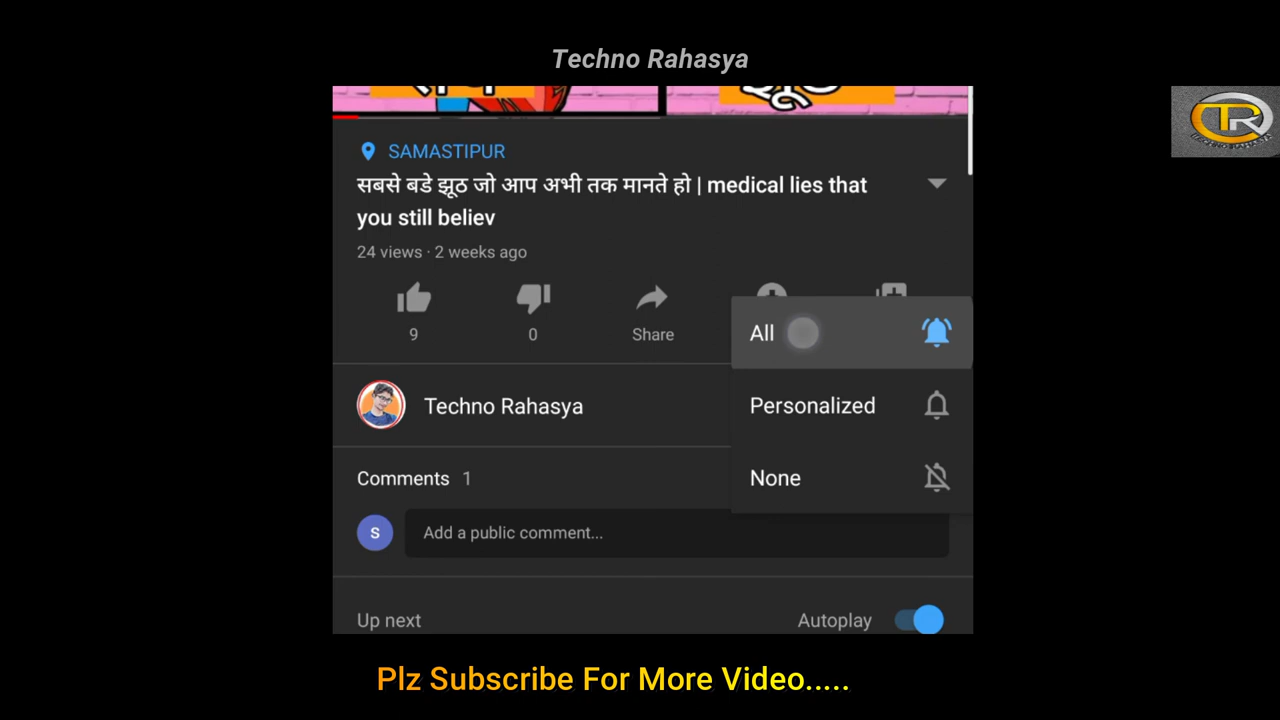 Techno Rahasya
SAMASTIPUR
सबसे बडे झूठ जो आप अभी तक मानते हो | medical lies that
you still believ
24 views · 2 weeks ago
9
0
Share
All
Personalized
None
Techno Rahasya
Comments 1
S
Add a public comment...
Up next
Autoplay
Plz Subscribe For More Video.....
TR